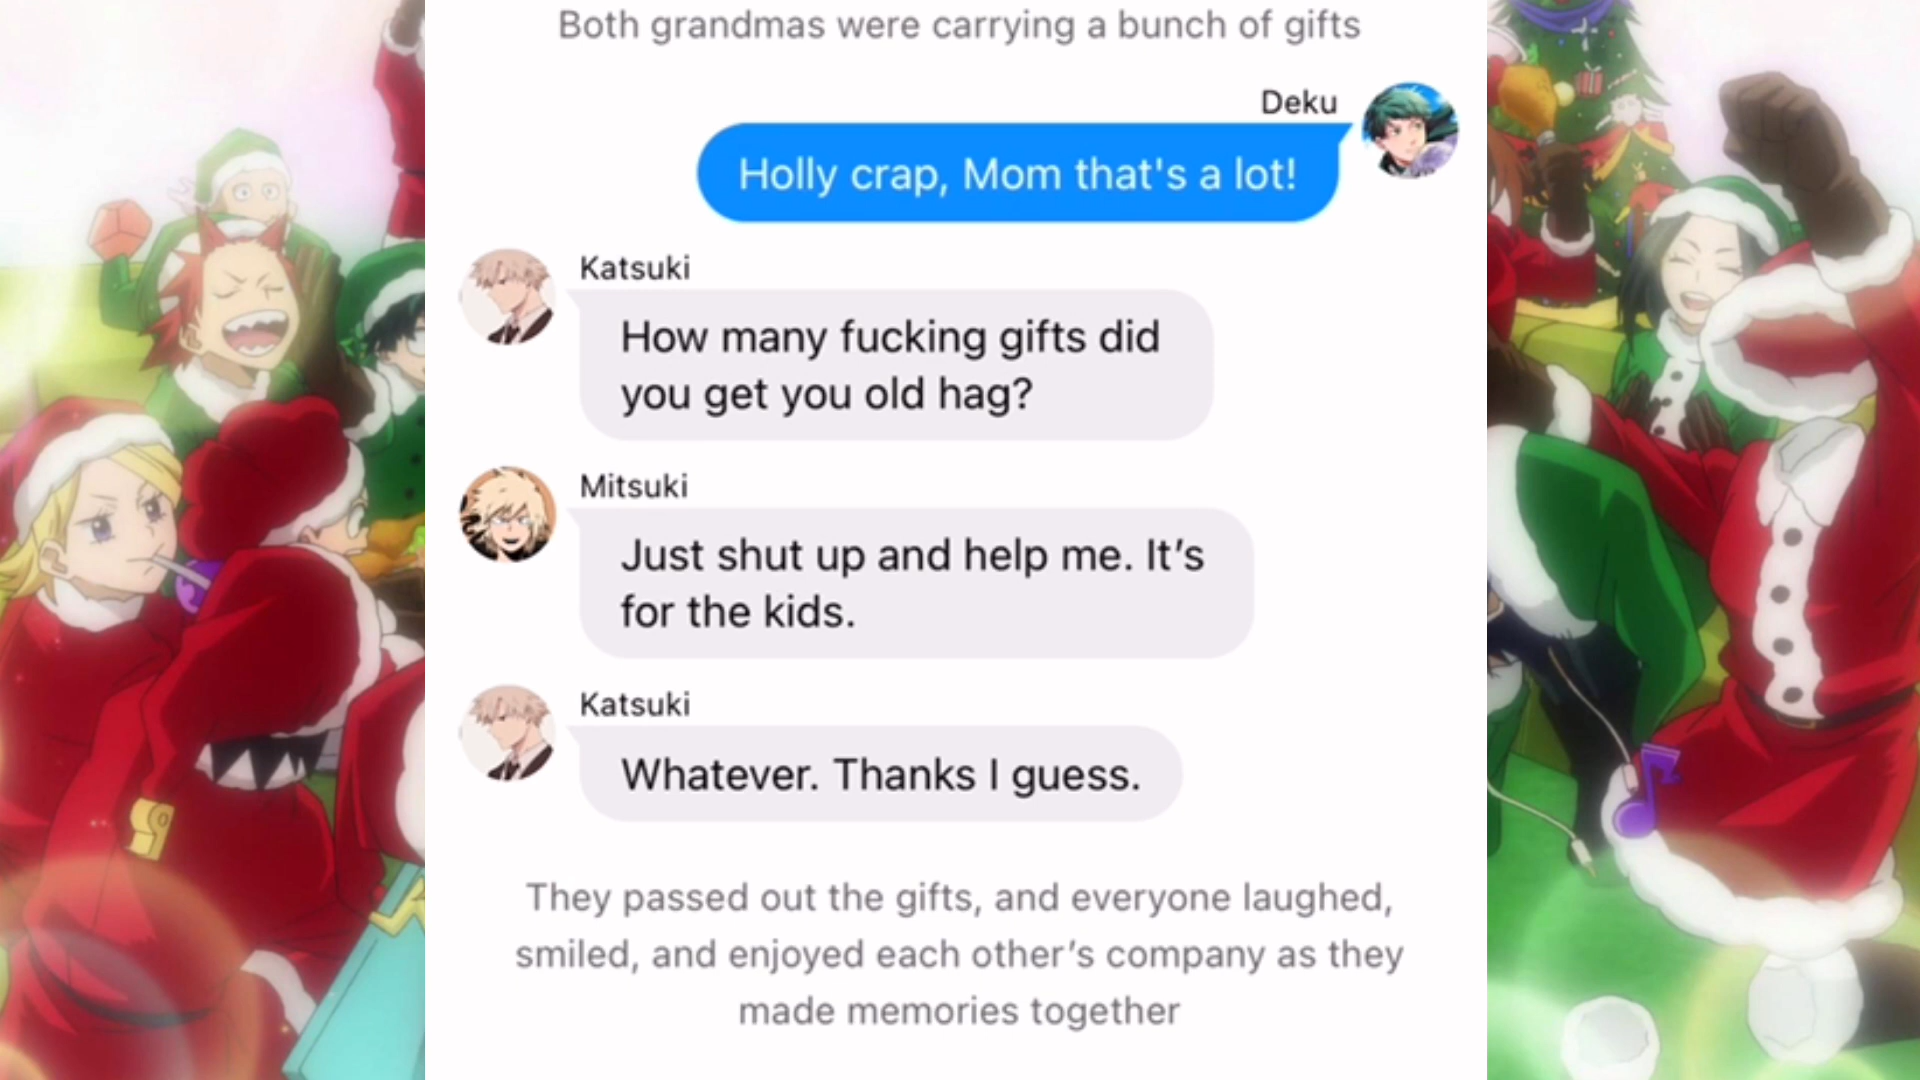 Both grandmas were carrying a bunch of gifts
Deku
Holly crap, Mom that's a lot!
Katsuki
How many fucking gifts did
you get you old hag?
Mitsuki
Just shut up and help me. It’s
for the kids.
Katsuki
Whatever. Thanks I guess.
They passed out the gifts, and everyone laughed,
smiled, and enjoyed each other’s company as they
made memories together